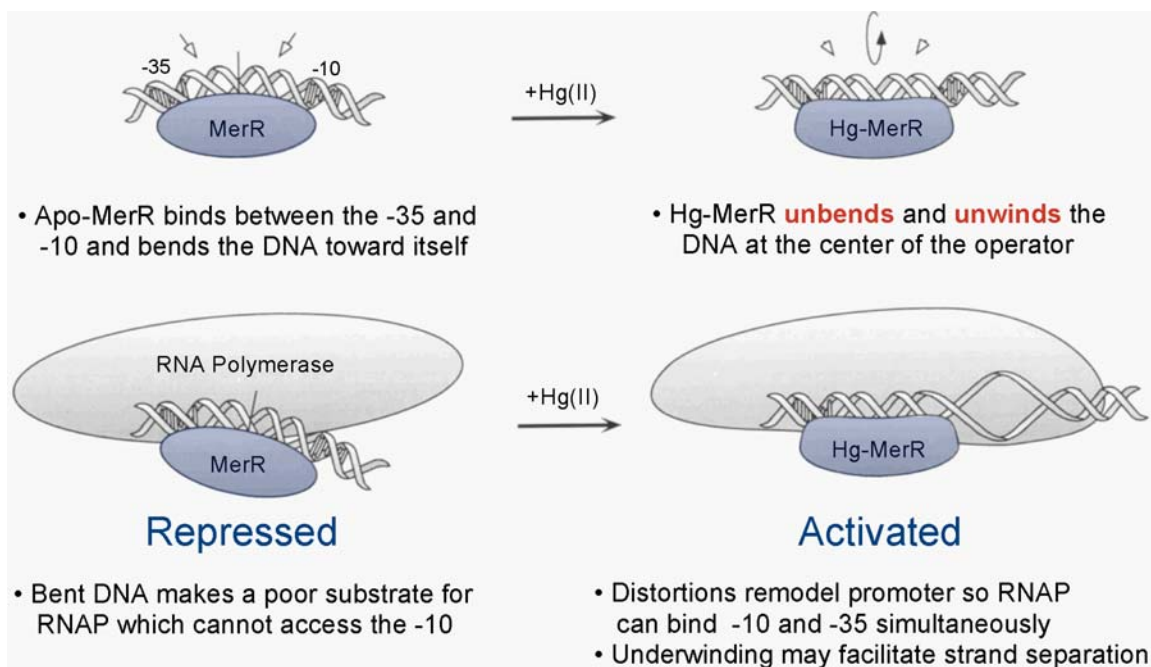 -35
-10
MerR
+Hg(II)
Hg-MerR
• Apo-MerR binds between the -35 and
-10 and bends the DNA toward itself
• Hg-MerR unbends and unwinds the
DNA at the center of the operator
RNA Polymerase
MerR
+Hg(II)
Hg-MerR
Repressed
Activated
• Bent DNA makes a poor substrate for
RNAP which cannot access the -10
• Distortions remodel promoter so RNAP
can bind -10 and -35 simultaneously
• Underwinding may facilitate strand separation